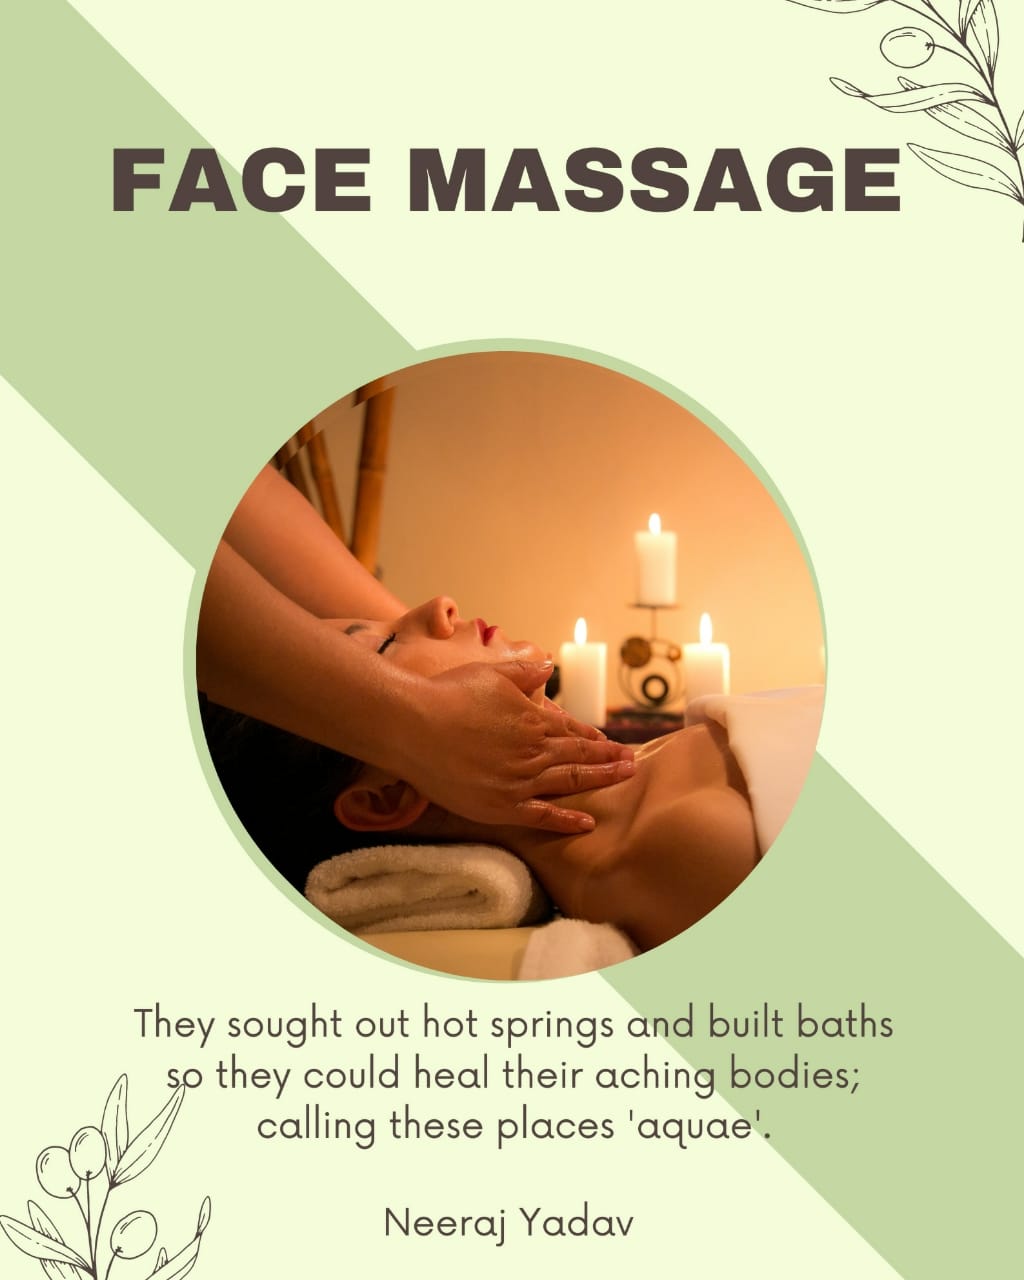 FACE MASSAGE
They sought out hot springs and built baths
so they could heal their aching bodies;
calling these places 'aquae'.
Neeraj Yadav